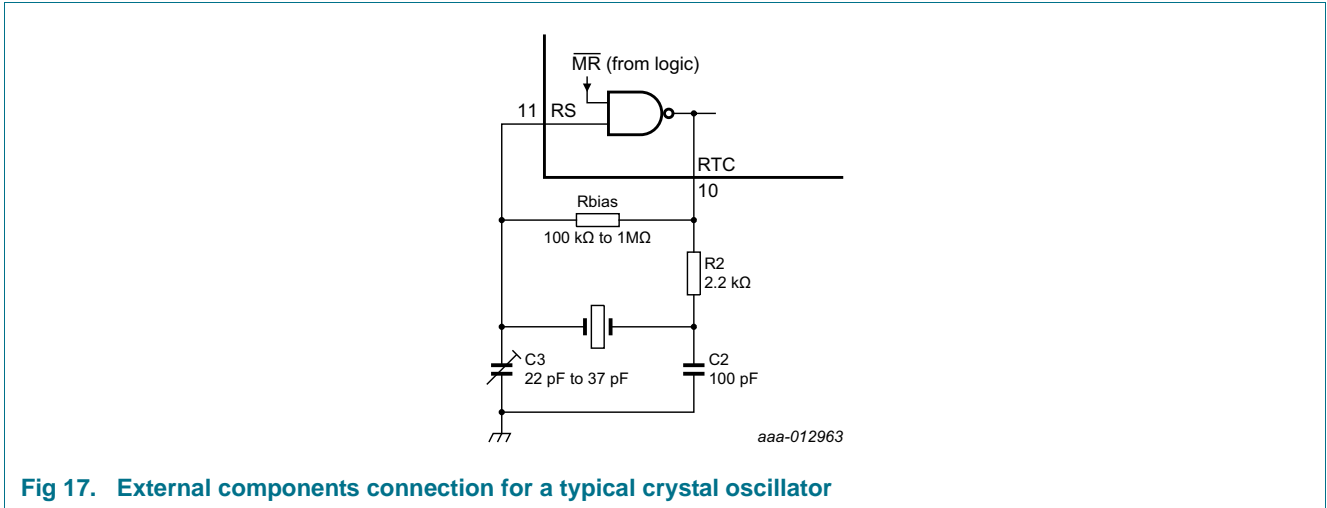 M̅R̅ (from logic)
11 RS
RTC
10
Rbias
100 kΩ to 1MΩ
R2
2.2 kΩ
C3
22 pF to 37 pF
C2
100 pF
aaa-012963
Fig 17. External components connection for a typical crystal oscillator